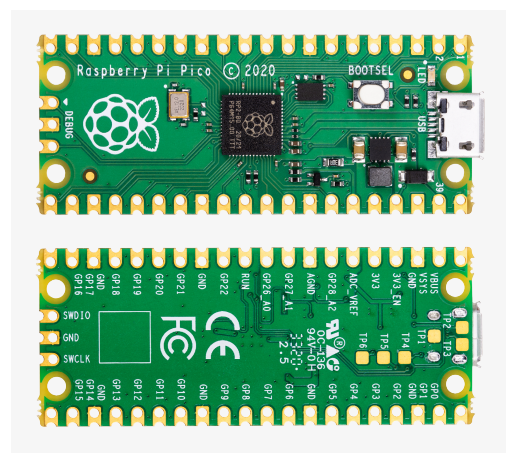 Raspberry Pi Pico © 2020
BOOTSEL
LED
USB
DEBUG
1
2
39
GP16
GP17
GND
GP18
GP19
GP20
GP21
GND
GP22
RUN
GP26_A0
GP27_A1
AGND
GP28_A2
ADC_VREF
3V3
3V3_EN
GND
VSYS
VBUS
SWDIO
GND
SWCLK
FC
CE
94V-0
TP6
TP5
TP4
TP1
TP2
TP3
GP15
GP14
GND
GP13
GP12
GP11
GP10
GND
GP9
GP8
GP7
GP6
GND
GP5
GP4
GP3
GP2
GND
GP1
GP0